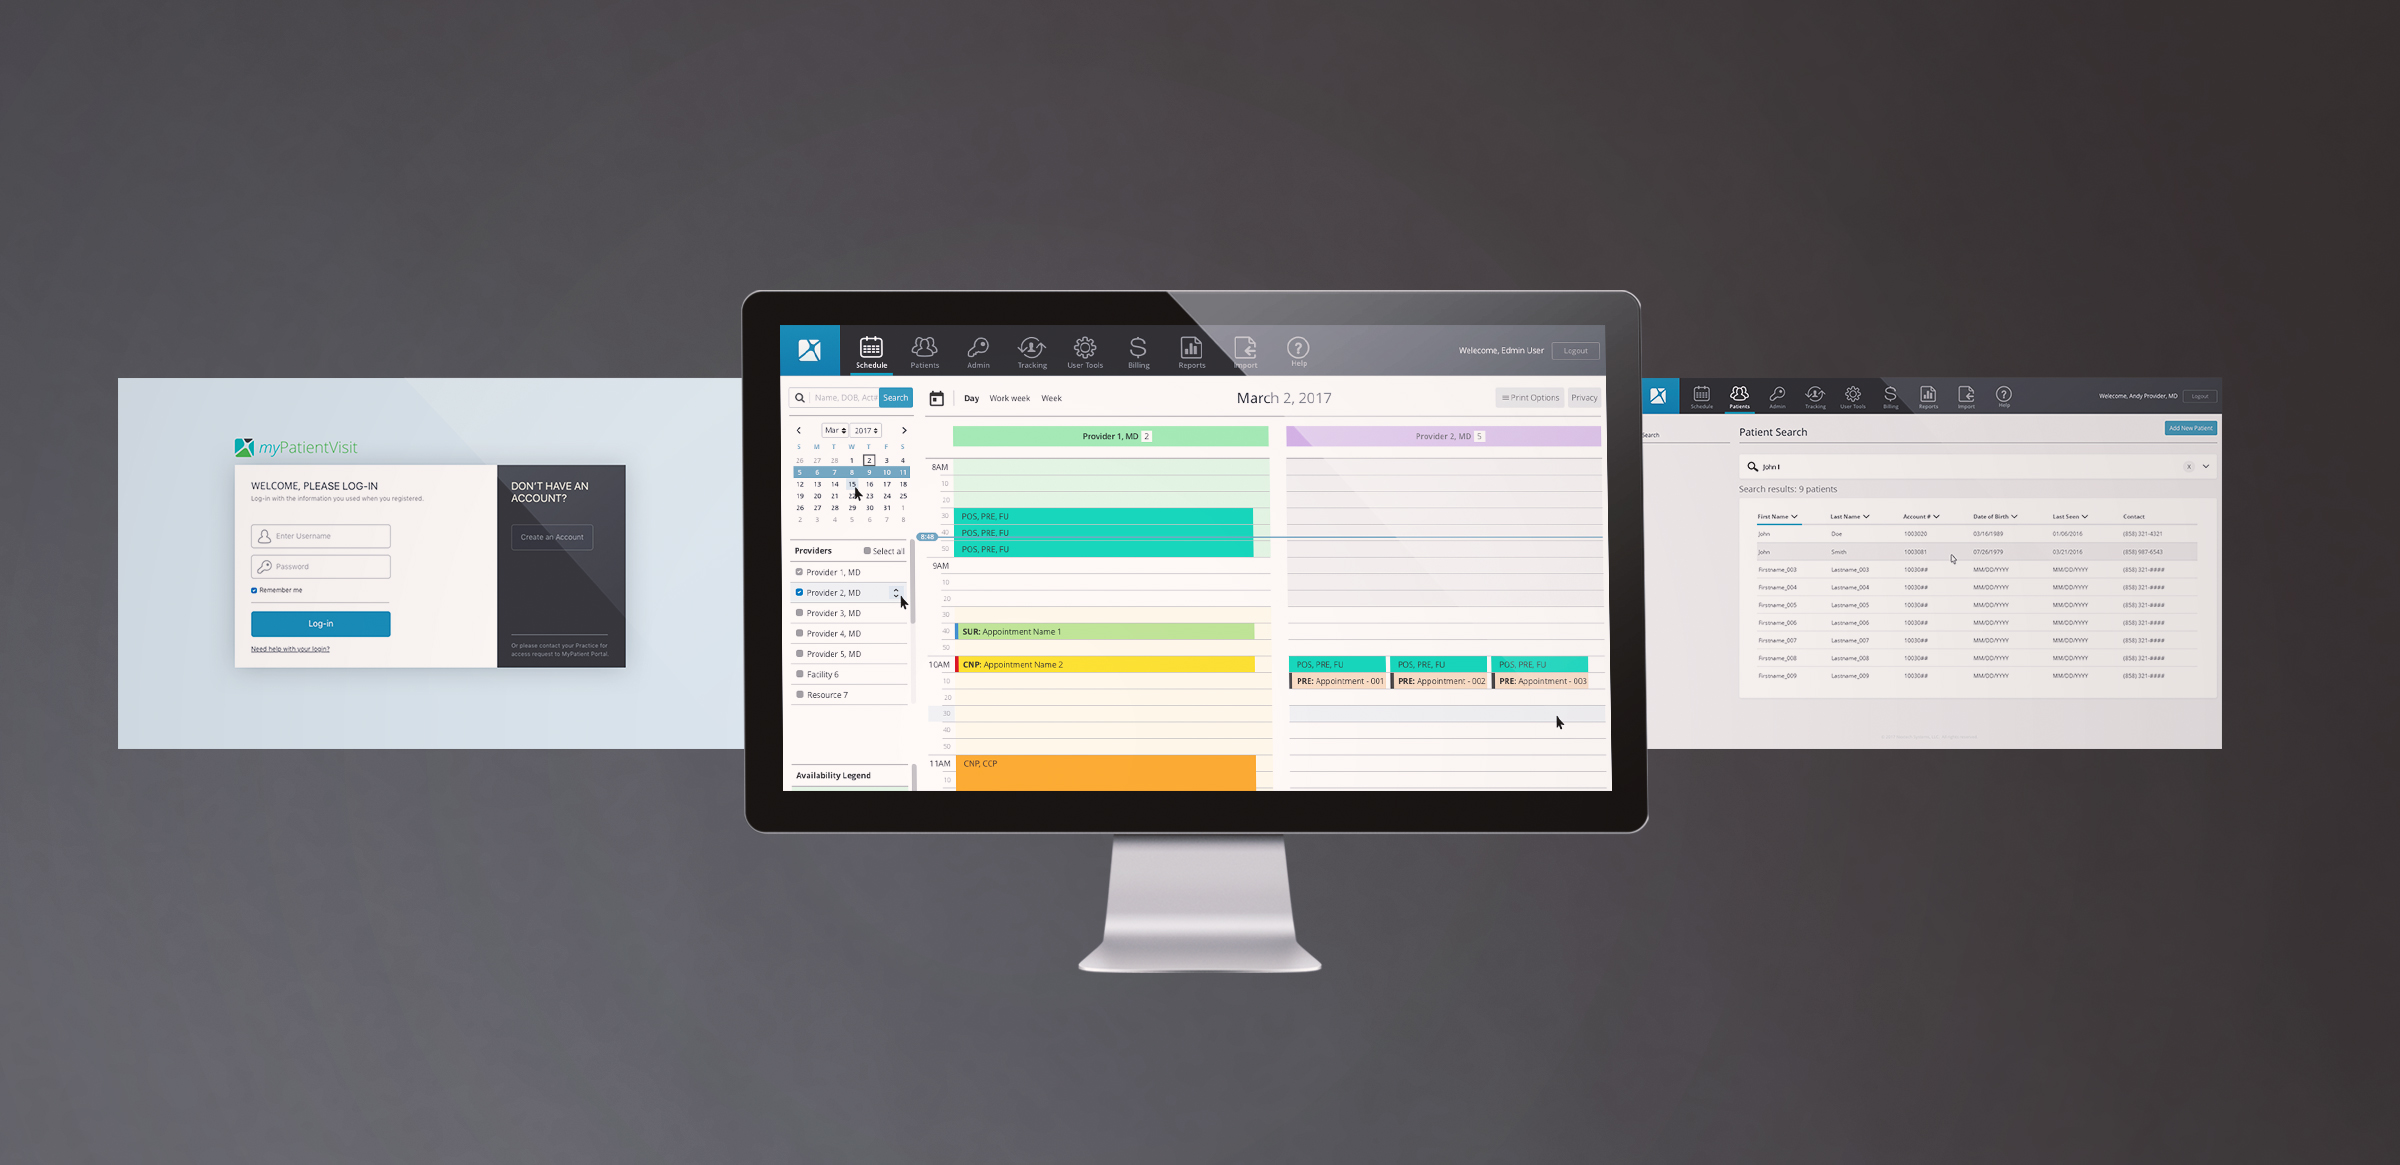 myPatientVisit
WELCOME, PLEASE LOG-IN
Log-in with the information you used when you registered.
Enter Username
Password
Remember me
Log-in
Need help with your login?
DON'T HAVE AN
ACCOUNT?
Create an Account
Or please contact your Practice for
access request to MyPatient Portal.
Schedule
Patients
Admin
Tracking
User Tools
Billing
Reports
Import
Help
Welcome, Edmin User
Logout
Name, DOB, Act#
Search
Day
Work week
Week
March 2, 2017
Print Options
Privacy
Mar
2017
S M T W T F S
26 27 28 1 2 3 4
5 6 7 8 9 10 11
12 13 14 15 16 17 18
19 20 21 22 23 24 25
26 27 28 29 30 31 1
2 3 4 5 6 7 8
Providers
Select all
Provider 1, MD
Provider 2, MD
Provider 3, MD
Provider 4, MD
Provider 5, MD
Facility 6
Resource 7
Availability Legend
Provider 1, MD 2
Provider 2, MD 5
8AM
10
20
30 POS, PRE, FU
40 POS, PRE, FU
8:48
50 POS, PRE, FU
9AM
10
20
30
40 SUR: Appointment Name 1
50
10AM CNP: Appointment Name 2 POS, PRE, FU POS, PRE, FU POS, PRE, FU
10 PRE: Appointment - 001 PRE: Appointment - 002 PRE: Appointment - 003
20
30
40
50
11AM CNP, CCP
10
Schedule
Patients
Admin
Tracking
User Tools
Billing
Reports
Import
Help
Welcome, Andy Provider, MD
Logout
Search
Patient Search
Add New Patient
John
X
Search results: 9 patients
First Name Last Name Account # Date of Birth Last Seen Contact
John Doe 1003020 03/16/1989 01/06/2016 (858) 321-4321
John Smith 1003081 07/26/1979 03/21/2016 (858) 987-6543
Firstname_003 Lastname_003 10030## MM/DD/YYYY MM/DD/YYYY (858) 321-####
Firstname_004 Lastname_004 10030## MM/DD/YYYY MM/DD/YYYY (858) 321-####
Firstname_005 Lastname_005 10030## MM/DD/YYYY MM/DD/YYYY (858) 321-####
Firstname_006 Lastname_006 10030## MM/DD/YYYY MM/DD/YYYY (858) 321-####
Firstname_007 Lastname_007 10030## MM/DD/YYYY MM/DD/YYYY (858) 321-####
Firstname_008 Lastname_008 10030## MM/DD/YYYY MM/DD/YYYY (858) 321-####
Firstname_009 Lastname_009 10030## MM/DD/YYYY MM/DD/YYYY (858) 321-####